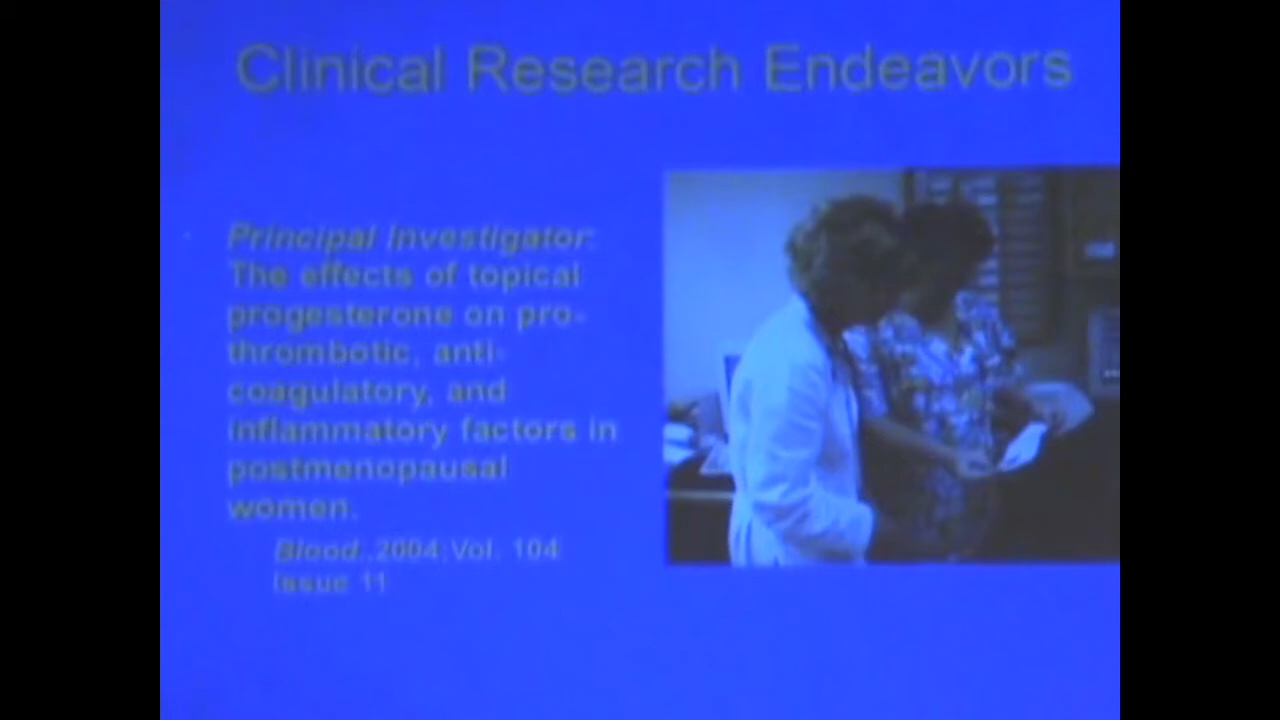 Clinical Research Endeavors
Principal Investigator:
The effects of topical
progesterone on pro-
thrombotic, anti-
coagulatory, and
inflammatory factors in
postmenopausal
women.
Blood..2004 Vol. 104
Issue 11